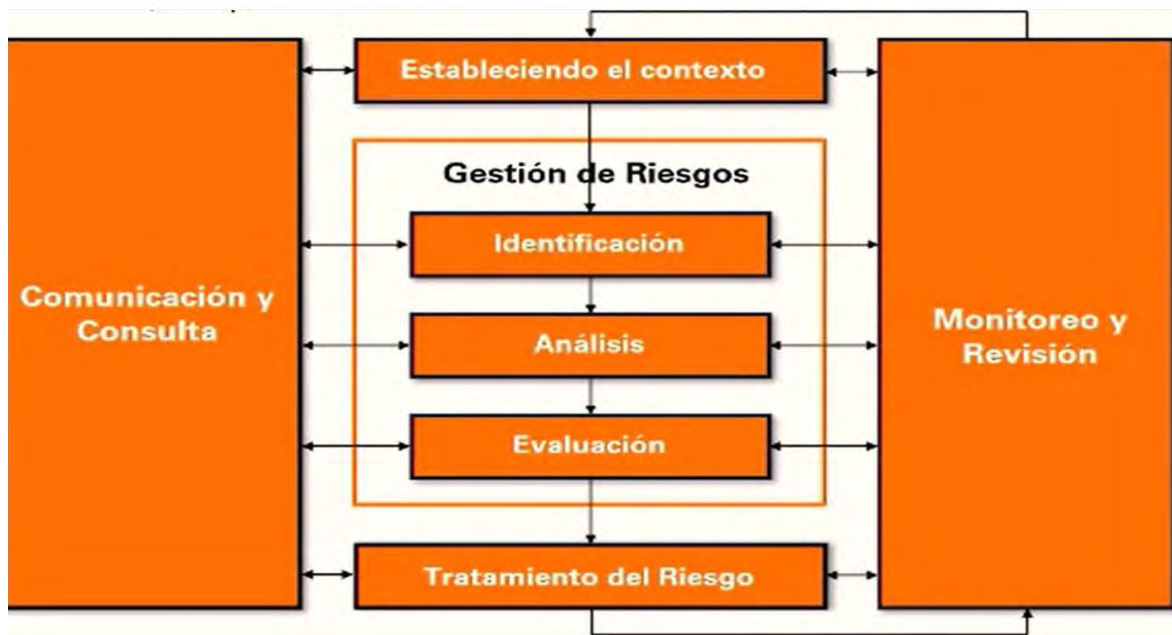 Estableciendo el contexto
Gestión de Riesgos
Identificación
Comunicación y
Consulta
Análisis
Monitoreo y
Revisión
Evaluación
Tratamiento del Riesgo